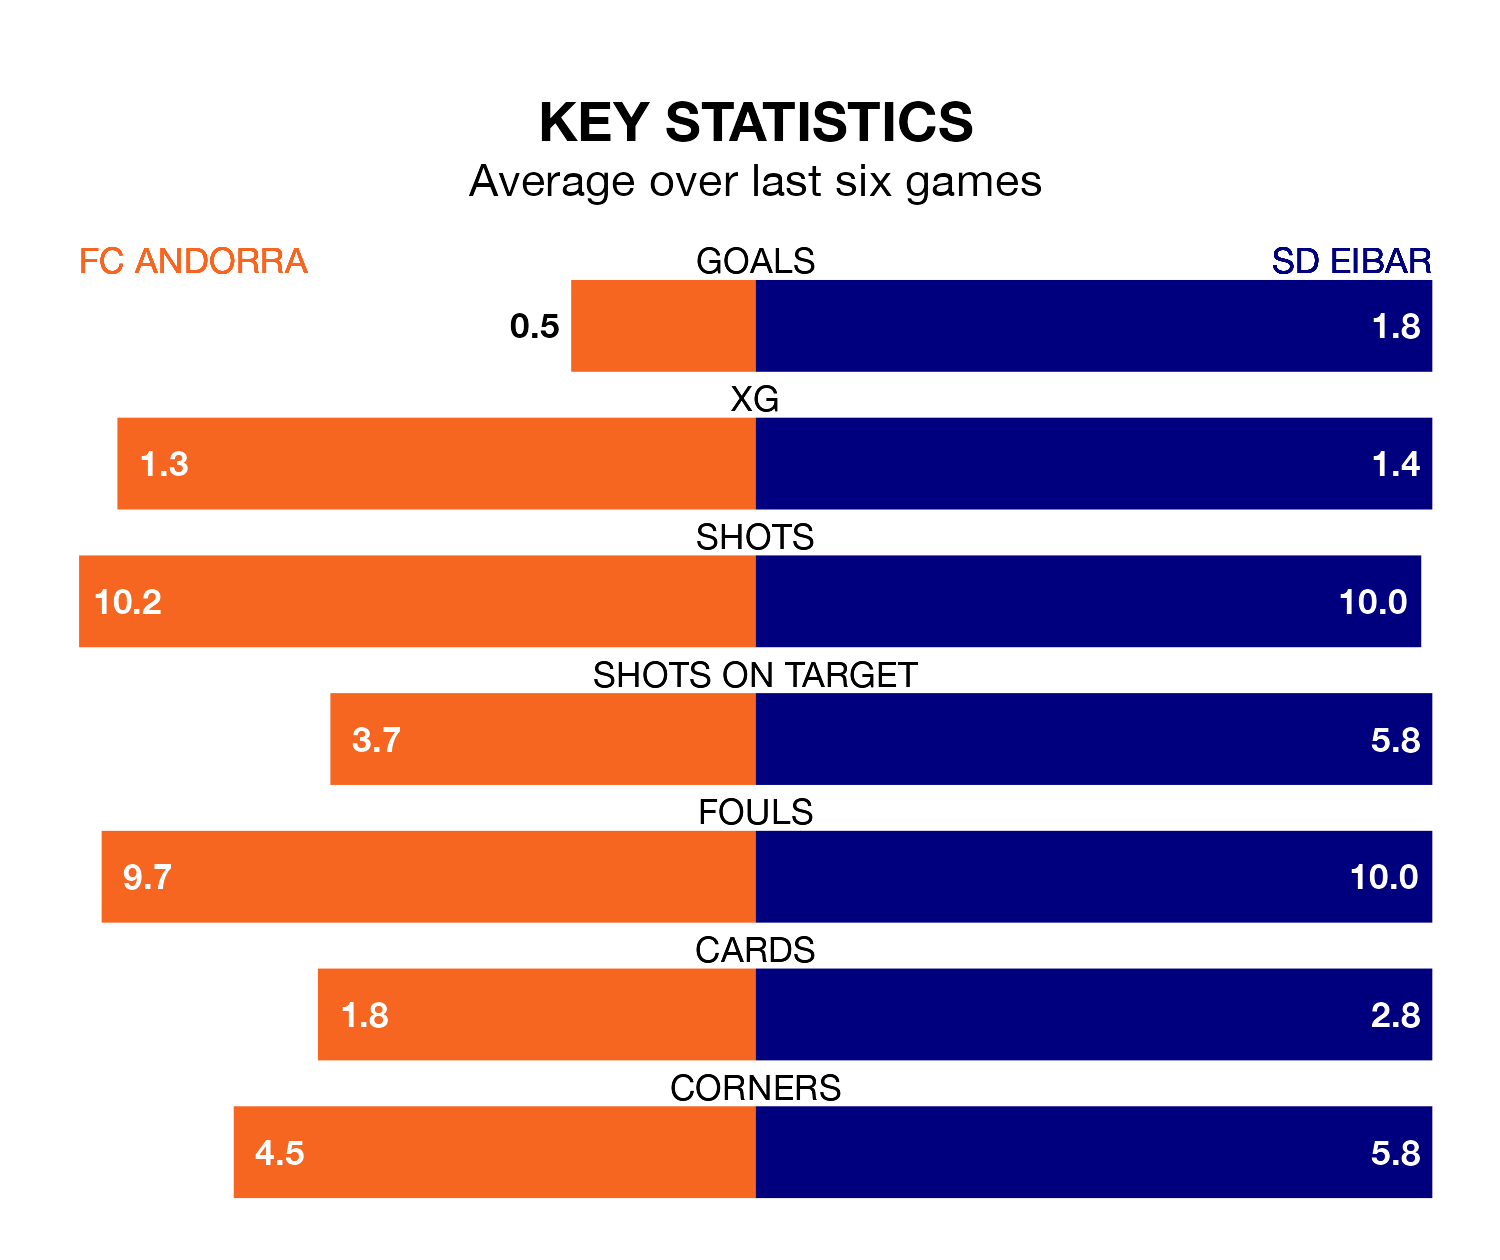 KEY STATISTICS
Average over last six games
FC ANDORRA GOALS SD EIBAR
0.5 1.8
XG
1.3 1.4
SHOTS
10.2 10.0
SHOTS ON TARGET
3.7 5.8
FOULS
9.7 10.0
CARDS
1.8 2.8
CORNERS
4.5 5.8